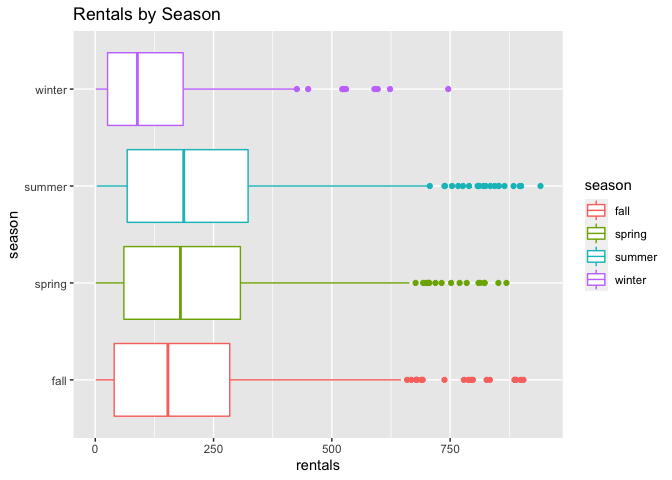 Rentals by Season
season
winter
summer
spring
fall
0
250
500
750
rentals
season
fall
spring
summer
winter